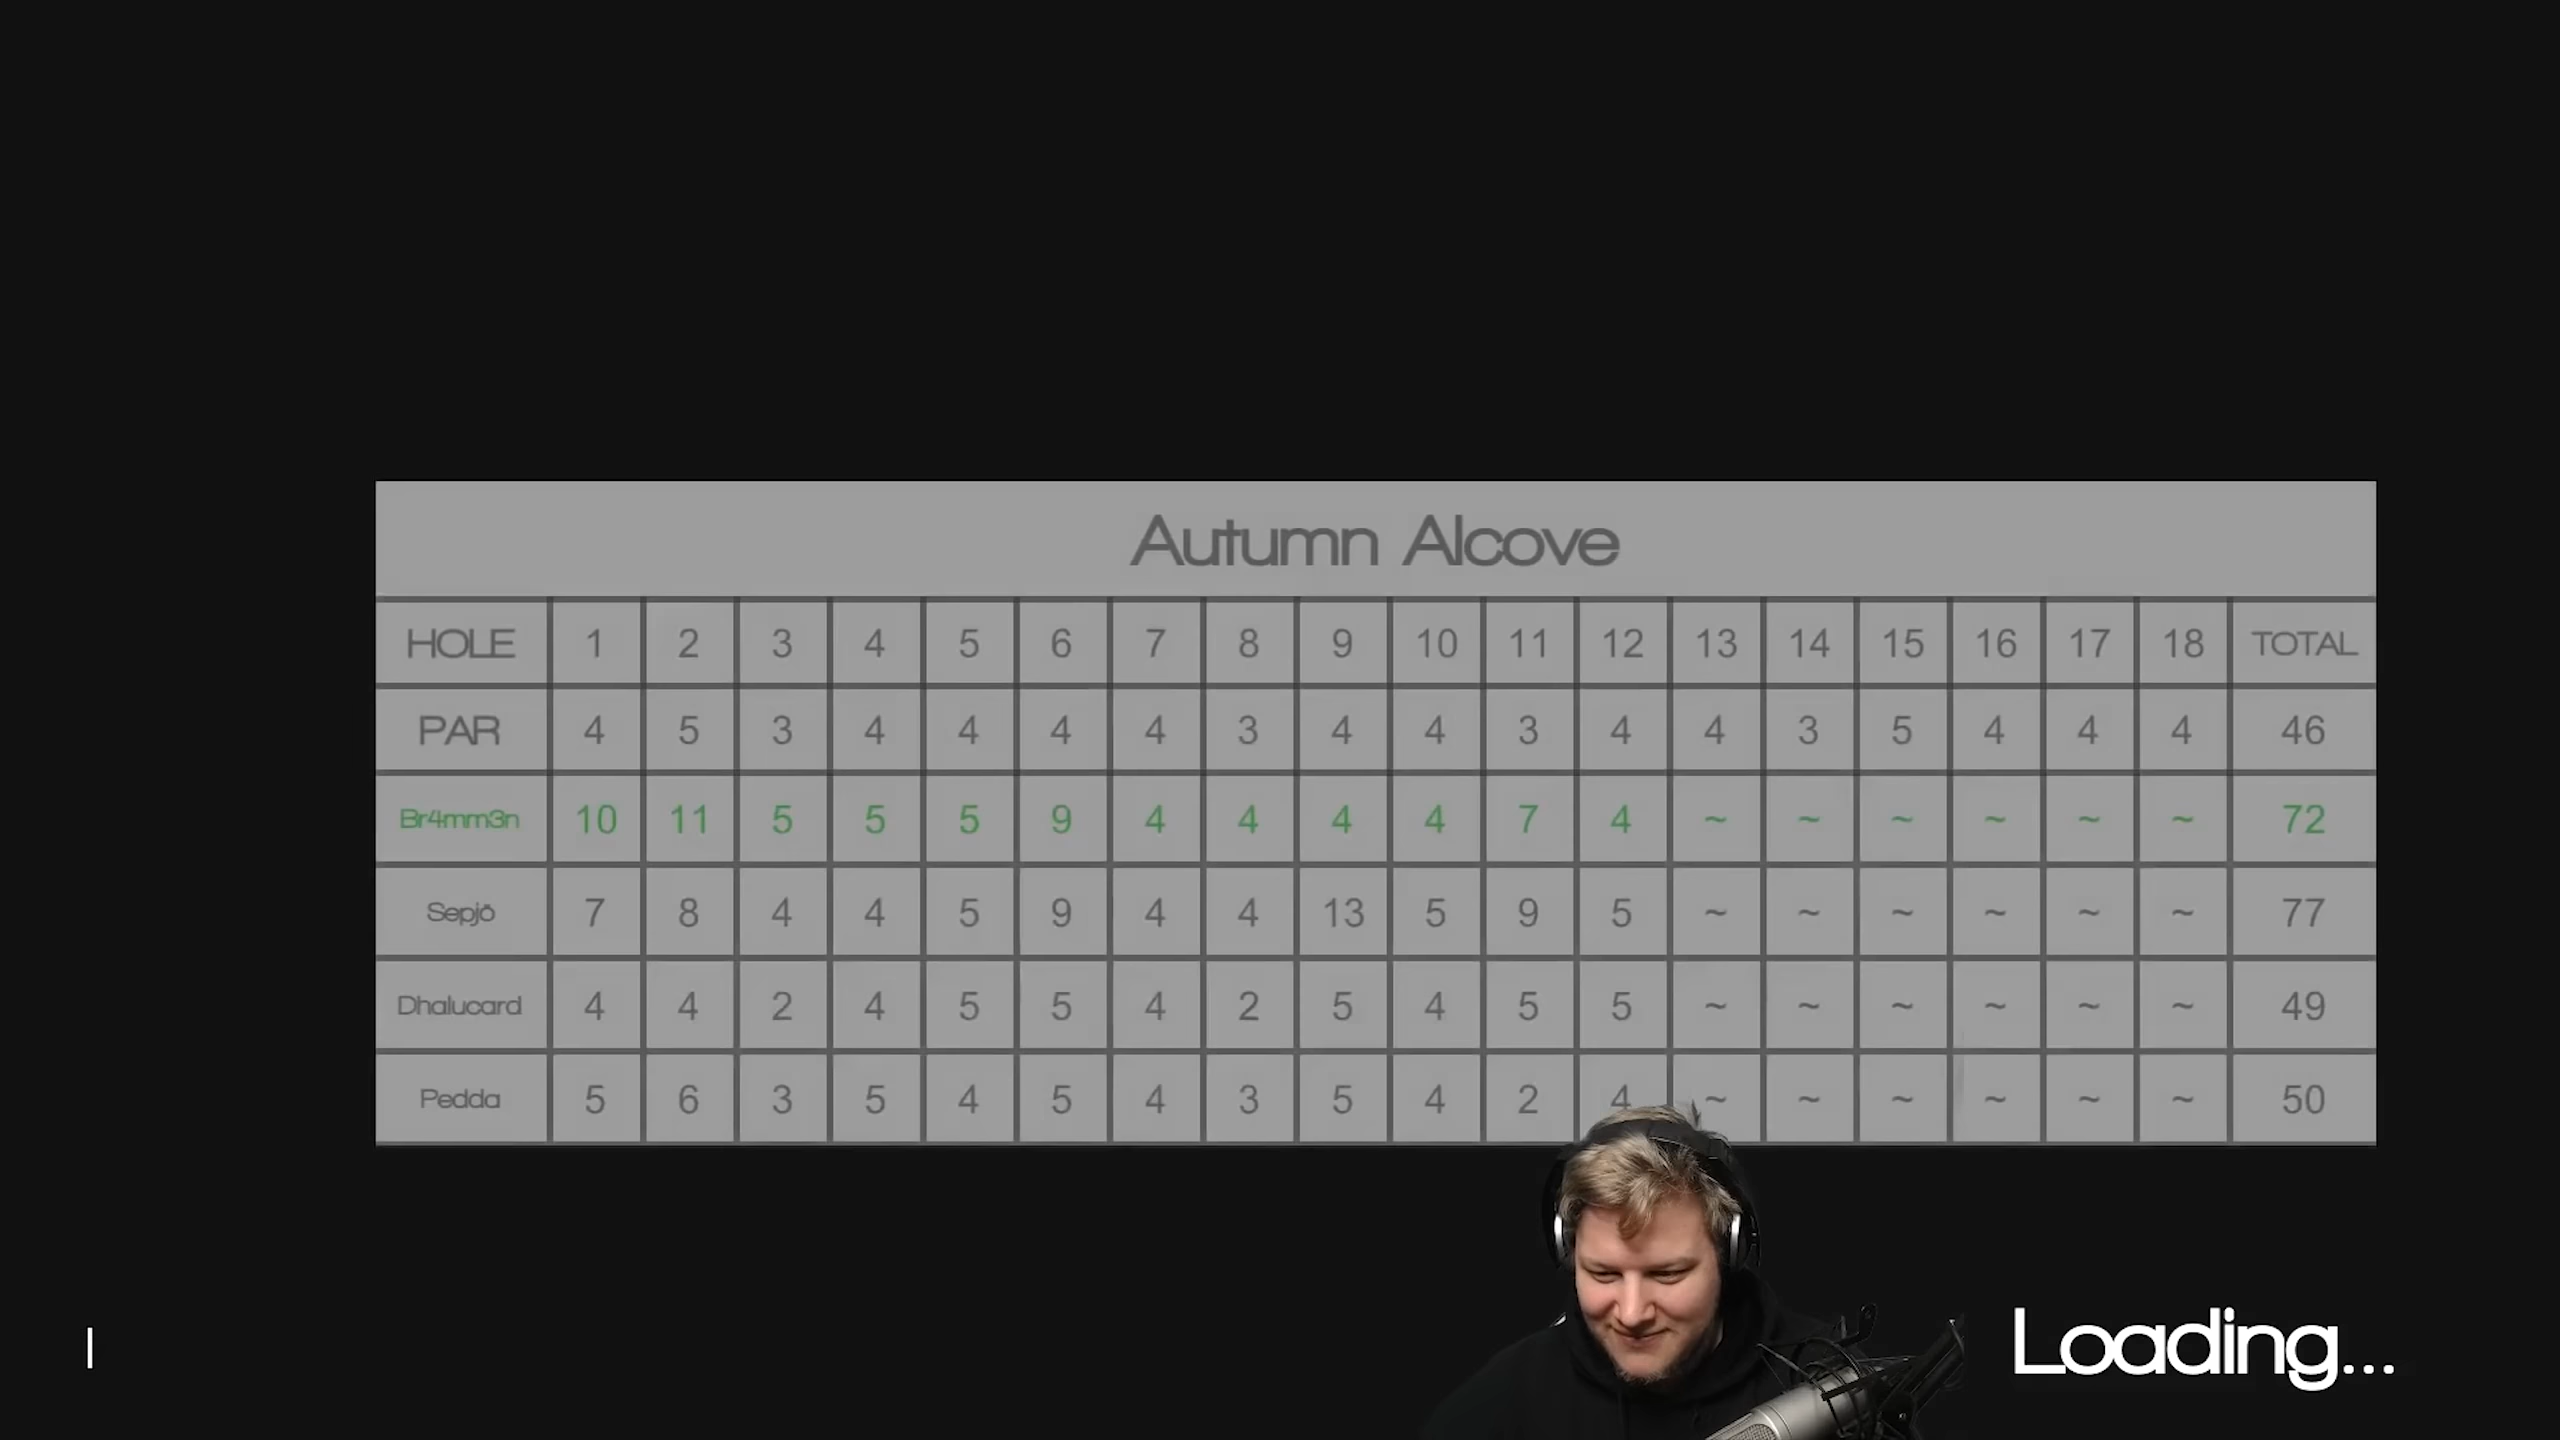 Autumn Alcove
HOLE 1 2 3 4 5 6 7 8 9 10 11 12 13 14 15 16 17 18 TOTAL
PAR 4 5 3 4 4 4 4 3 4 4 3 4 4 3 5 4 4 4 46
Br4mm3n 10 11 5 5 5 9 4 4 4 4 7 4 ~ ~ ~ ~ ~ ~ 72
Sepjö 7 8 4 4 5 9 4 4 13 5 9 5 ~ ~ ~ ~ ~ ~ 77
Dhalucard 4 4 2 4 5 5 4 2 5 4 5 5 ~ ~ ~ ~ ~ ~ 49
Pedda 5 6 3 5 4 5 4 3 5 4 2 4 ~ ~ ~ ~ ~ ~ 50
Loading...